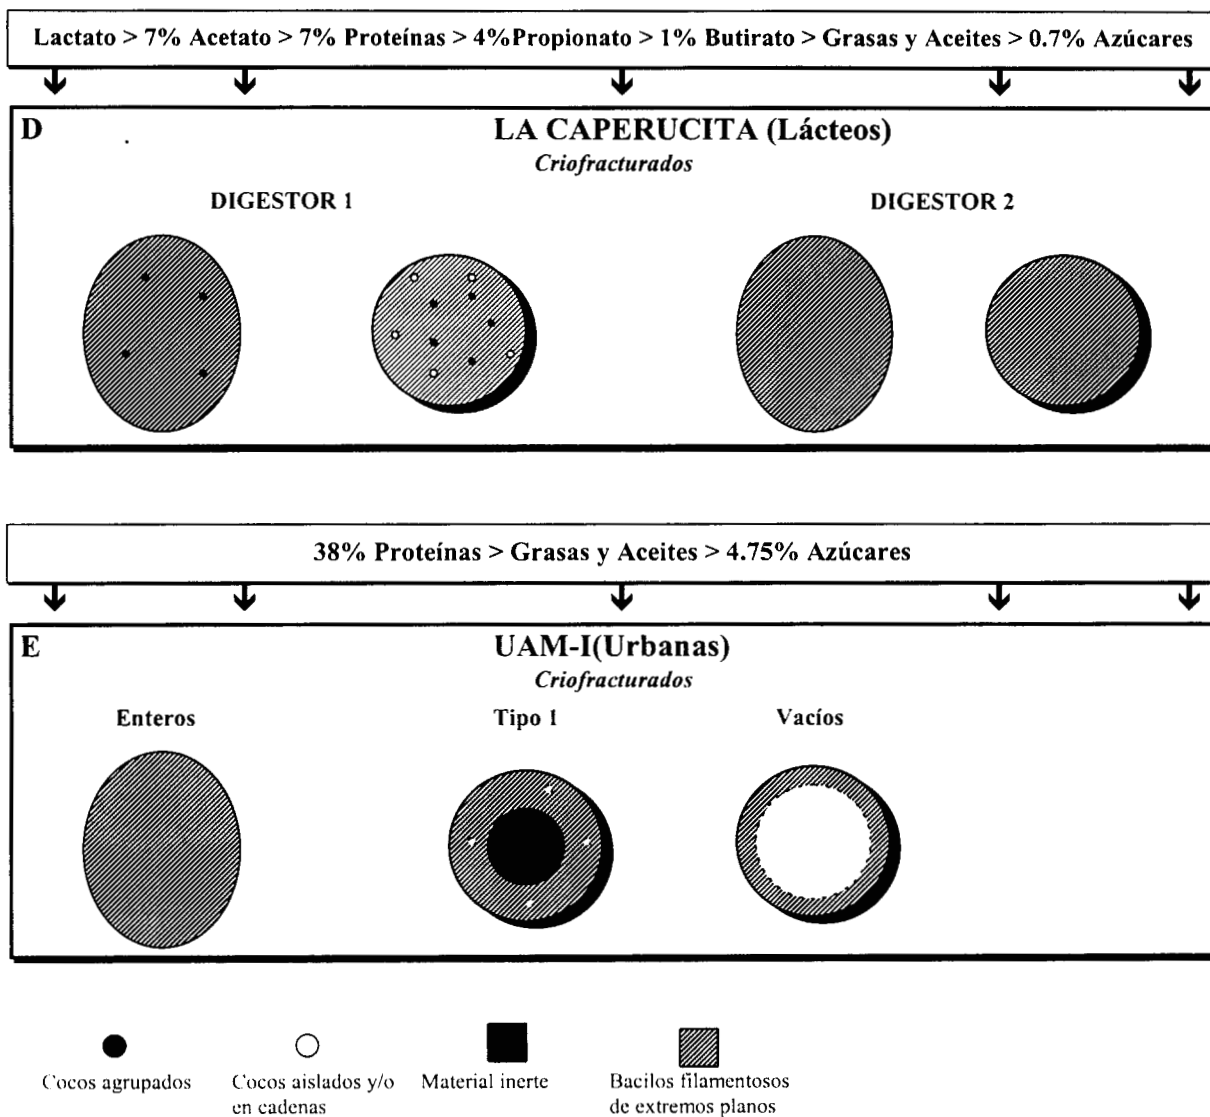 Lactato > 7% Acetato > 7% Proteínas > 4%Propionato > 1% Butirato > Grasas y Aceites > 0.7% Azúcares
D
LA CAPERUCITA (Lácteos)
Criofracturados
DIGESTOR 1
DIGESTOR 2
38% Proteínas > Grasas y Aceites > 4.75% Azúcares
E
UAM-I(Urbanas)
Criofracturados
Enteros
Tipo 1
Vacíos
Cocos agrupados
Cocos aislados y/o
en cadenas
Material inerte
Bacilos filamentosos
de extremos planos